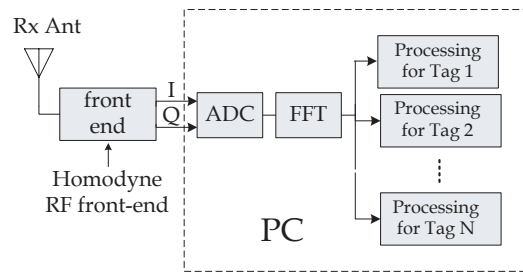 Rx Ant
front
end
I
Q
Homodyne
RF front-end
ADC
FFT
Processing
for Tag 1
Processing
for Tag 2
Processing
for Tag N
PC